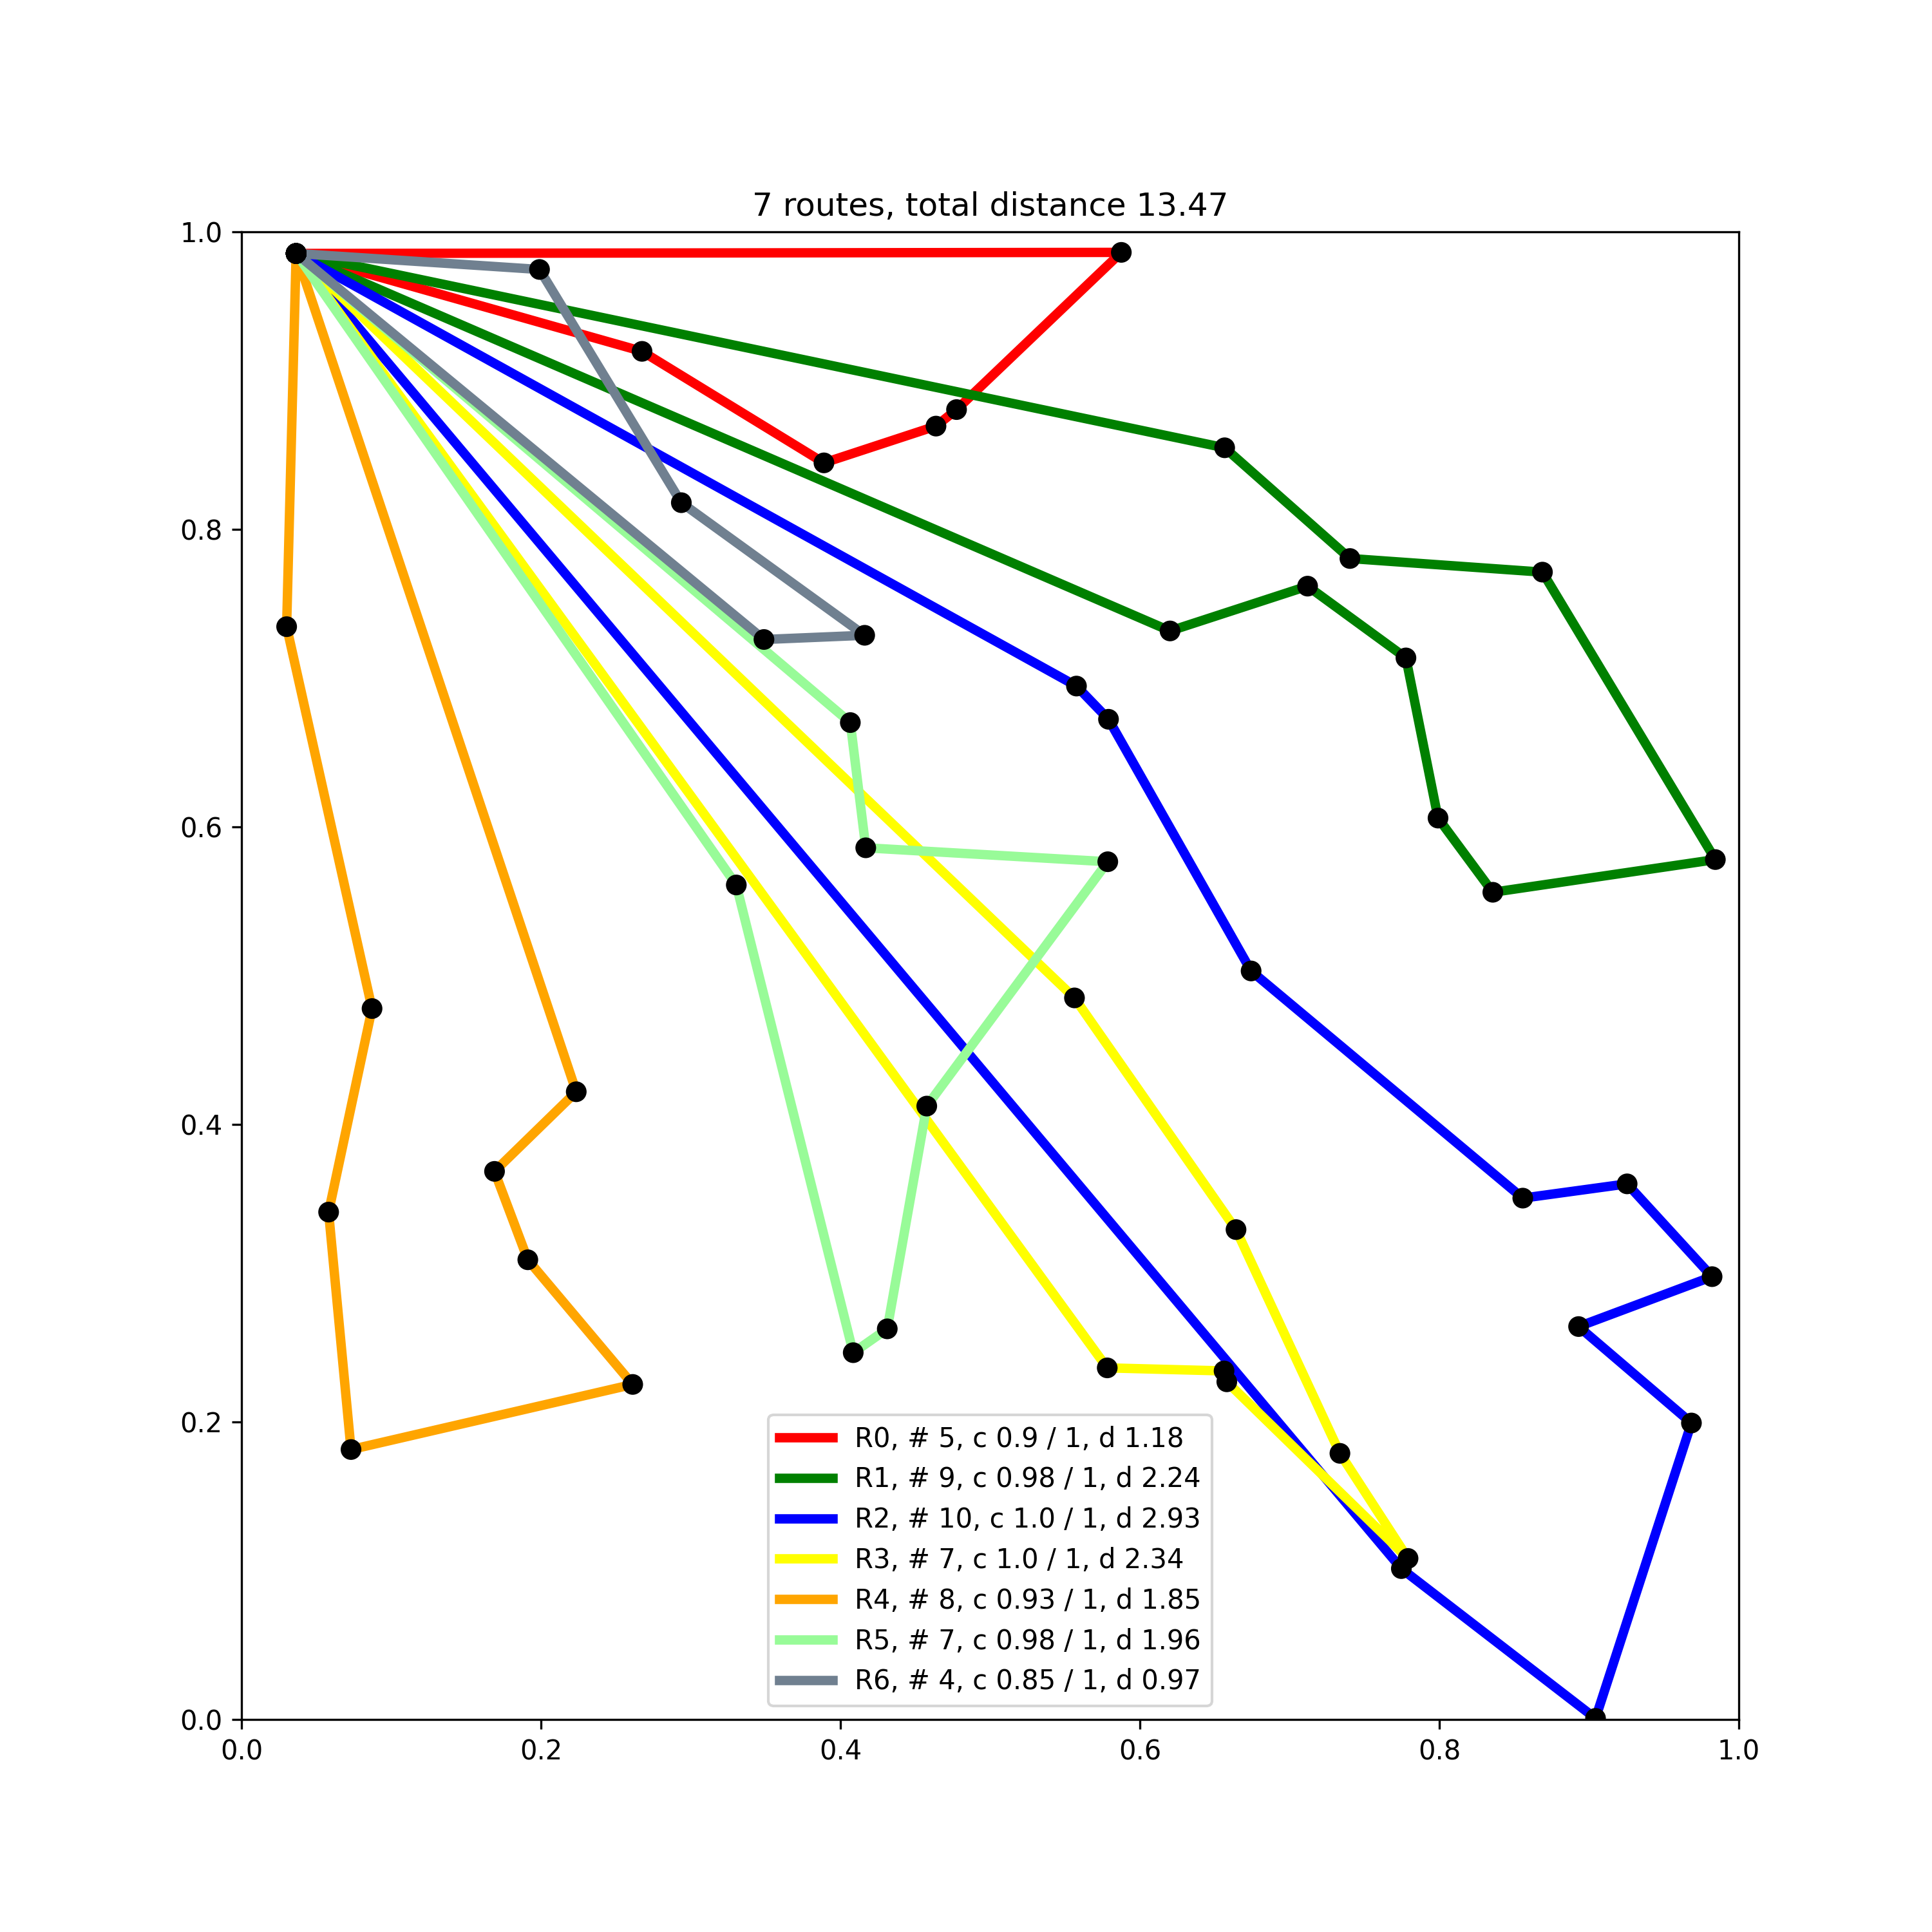 7 routes, total distance 13.47
1.0
0.8
0.6
0.4
0.2
0.0
R0, # 5, c 0.9 / 1, d 1.18
R1, # 9, c 0.98 / 1, d 2.24
R2, # 10, c 1.0 / 1, d 2.93
R3, # 7, c 1.0 / 1, d 2.34
R4, # 8, c 0.93 / 1, d 1.85
R5, # 7, c 0.98 / 1, d 1.96
R6, # 4, c 0.85 / 1, d 0.97
0.0 0.2 0.4 0.6 0.8 1.0